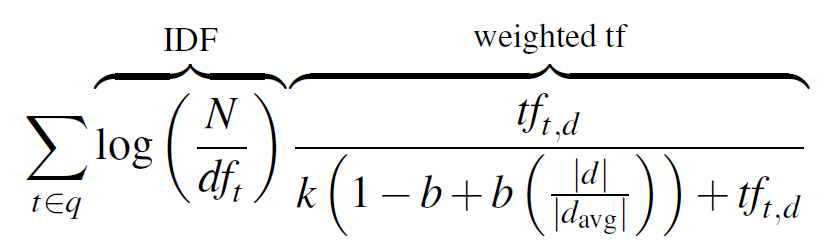 IDF weighted tf
∑_{t∈q} log(N/df_t) tf_{t,d} / (k(1−b+b(|d|/|d_avg|))+tf_{t,d})